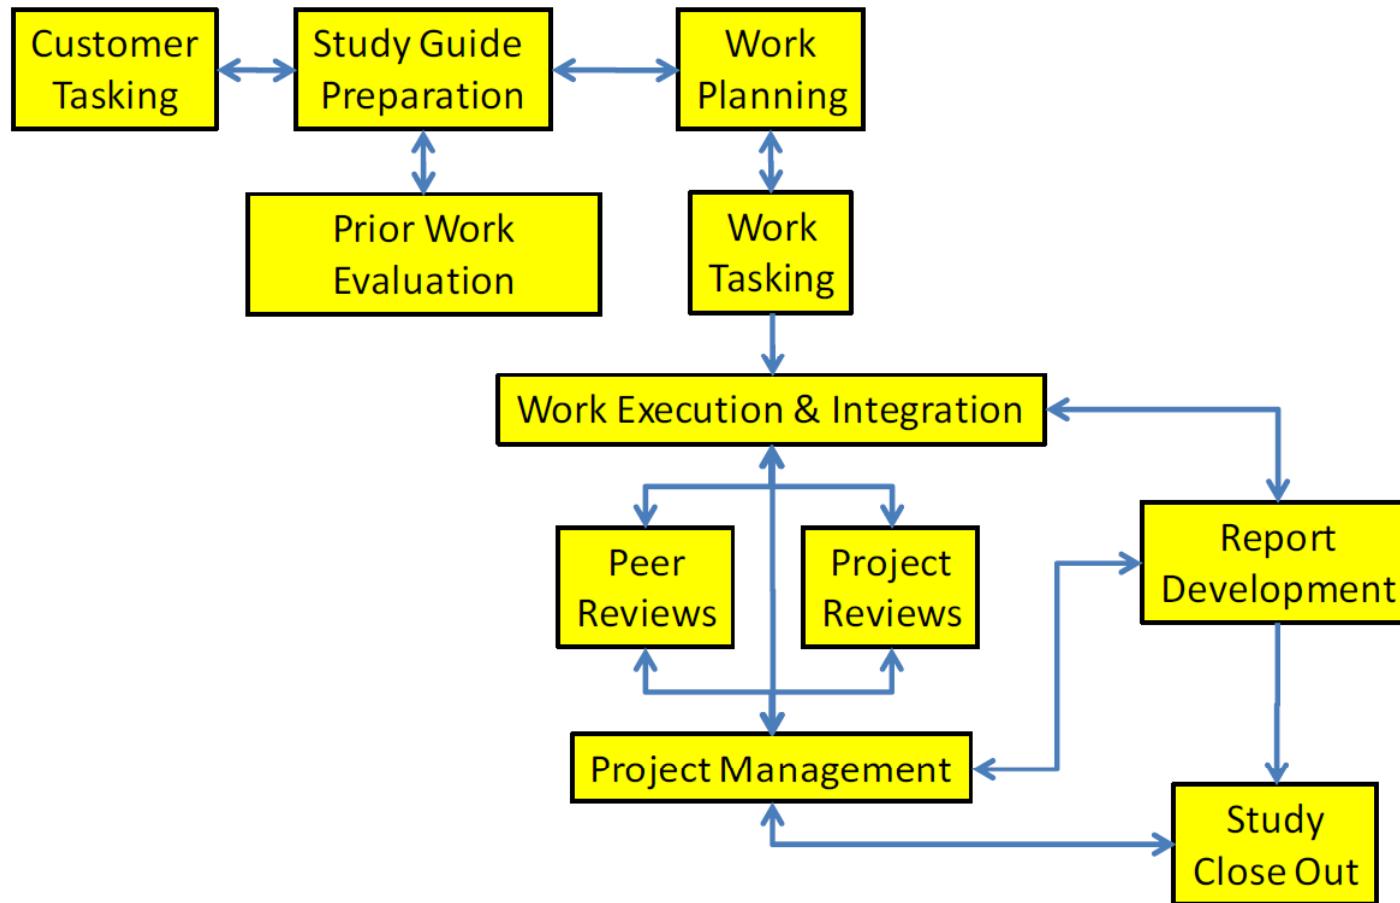 Customer
Tasking
Study Guide
Preparation
Work
Planning
Prior Work
Evaluation
Work
Tasking
Work Execution & Integration
Peer
Reviews
Project
Reviews
Report
Development
Project Management
Study
Close Out